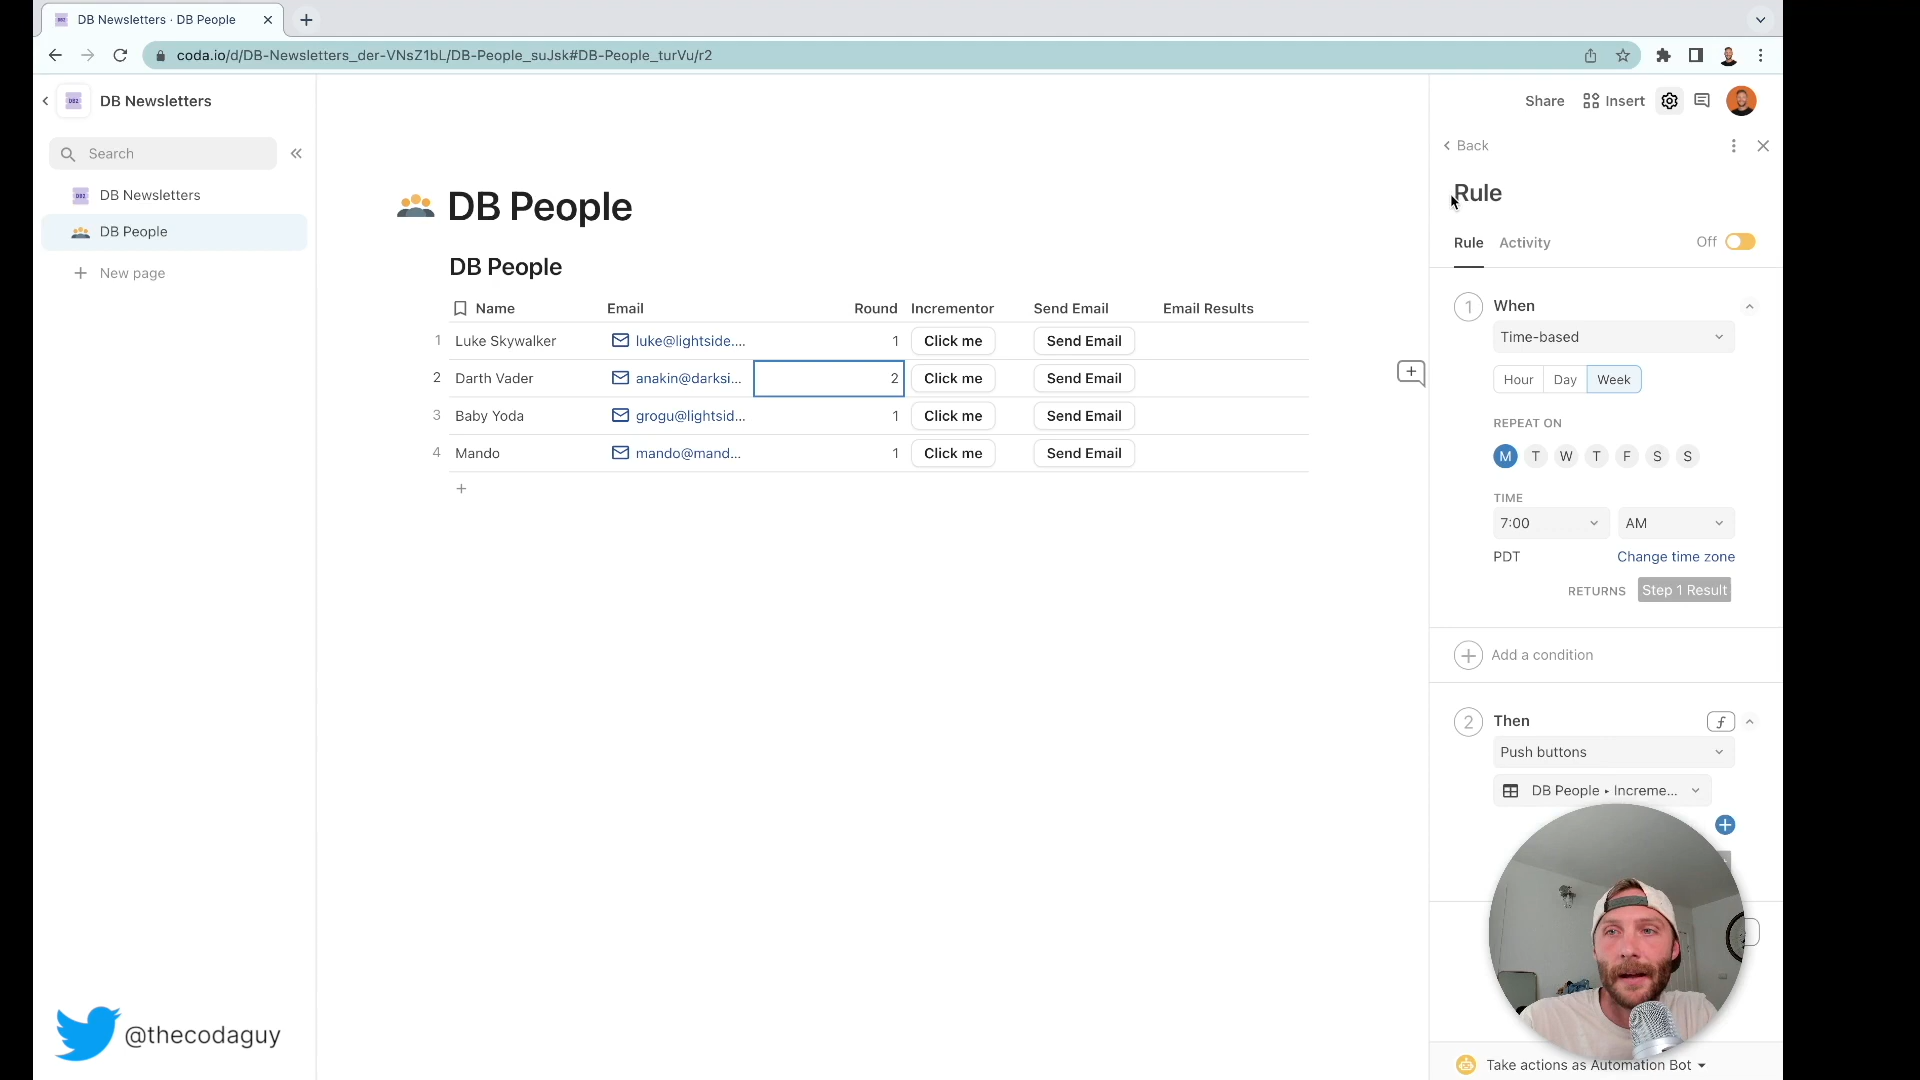 DB Newsletters · DB People
coda.io/d/DB-Newsletters_der-VNsZ1bL/DB-People_suJsk#DB-People_turVu/r2
DB Newsletters
Search
DB Newsletters
DB People
New page
@thecodaguy
DB People
DB People
Name Email Round Incrementor Send Email Email Results
1 Luke Skywalker luke@lightside.... 1 Click me Send Email
2 Darth Vader anakin@darksi... 2 Click me Send Email
3 Baby Yoda grogu@lightsid... 1 Click me Send Email
4 Mando mando@mand... 1 Click me Send Email
Share Insert
Back
Rule
Rule Activity Off
1 When
Time-based
Hour Day Week
REPEAT ON
M T W T F S S
TIME
7:00 AM
PDT Change time zone
RETURNS Step 1 Result
Add a condition
2 Then
Push buttons
DB People ▸ Increme...
Take actions as Automation Bot